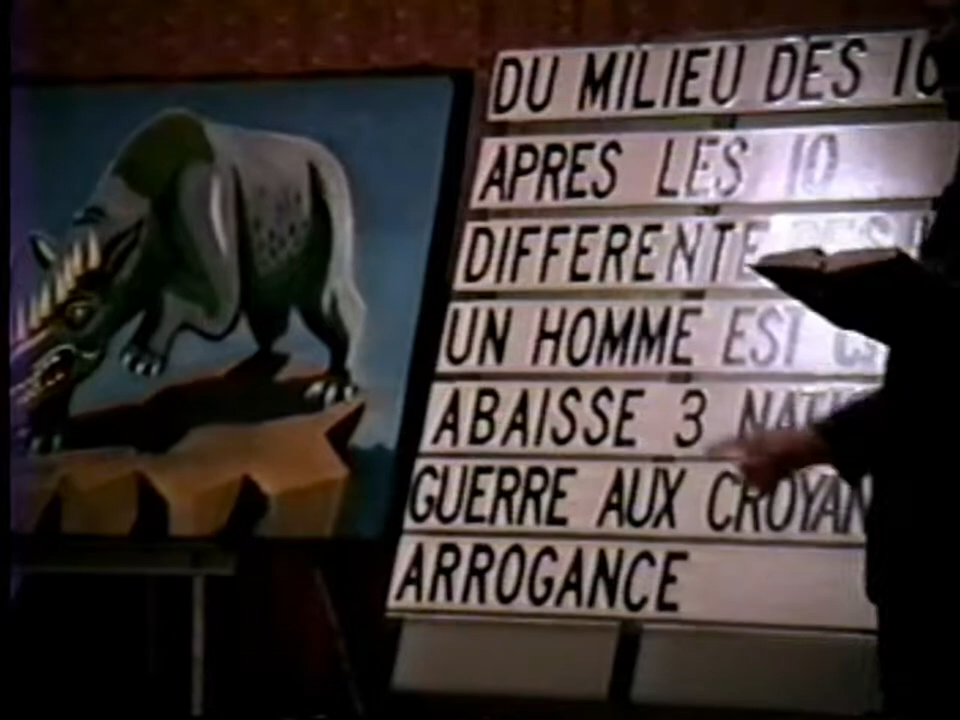 DU MILIEU DES 10
APRES LES 10
DIFFERENTE
UN HOMME EST
ABAISSE 3
GUERRE AUX
ARROGANCE